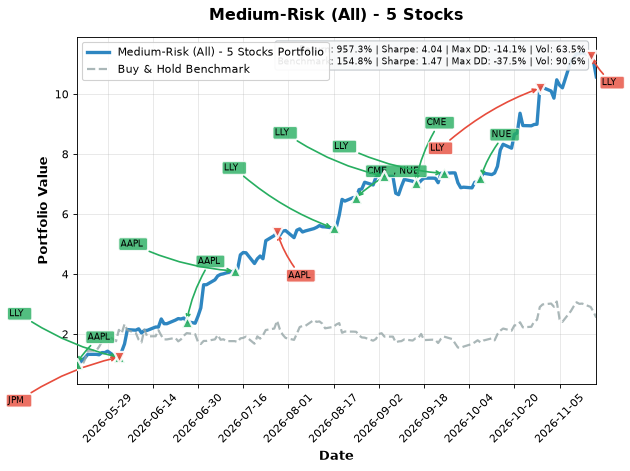 Medium-Risk (All) - 5 Stocks
Medium-Risk (All) - 5 Stocks Portfolio
Buy & Hold Benchmark
: 957.3% | Sharpe: 4.04 | Max DD: -14.1% | Vol: 63.5%
Benchmark: 154.8% | Sharpe: 1.47 | Max DD: -37.5% | Vol: 90.6%
Portfolio Value
10
8
6
4
2
LLY
CME
LLY
LLY
LLY
NUE
CME
, NUE
LLY
AAPL
AAPL
AAPL
LLY
AAPL
JPM
2026-05-29
2026-06-14
2026-06-30
2026-07-16
2026-08-01
2026-08-17
2026-09-02
2026-09-18
2026-10-04
2026-10-20
2026-11-05
Date